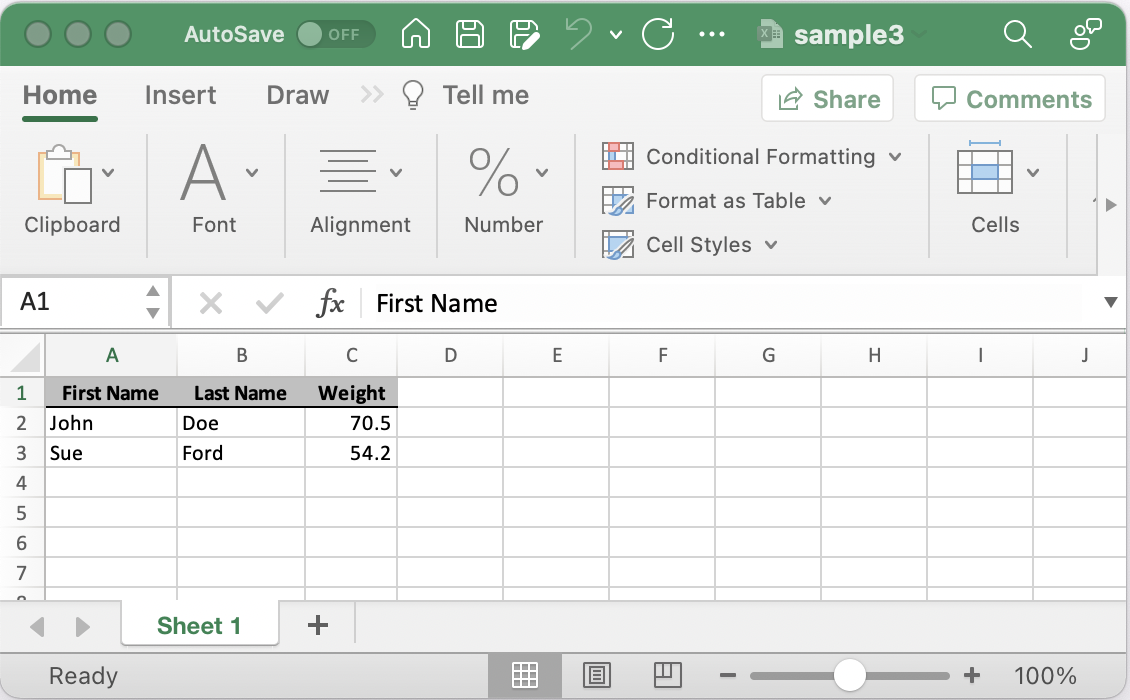 AutoSave OFF sample3
Home Insert Draw Tell me Share Comments
Clipboard Font Alignment % Number Conditional Formatting Format as Table Cell Styles Cells
A1 fx First Name
A B C D E F G H I J
1 First Name Last Name Weight
2 John Doe 70.5
3 Sue Ford 54.2
4
5
6
7
Sheet 1 +
Ready 100%